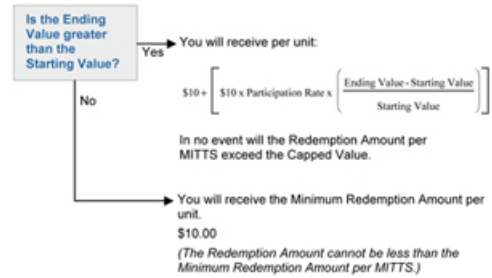 Is the Ending
Value greater
than the
Starting Value?
Yes
You will receive per unit:
$10 + [ $10 x Participation Rate x ( Ending Value - Starting Value / Starting Value ) ]
In no event will the Redemption Amount per
MITTS exceed the Capped Value.
No
You will receive the Minimum Redemption Amount per
unit.
$10.00
(The Redemption Amount cannot be less than the
Minimum Redemption Amount per MITTS.)